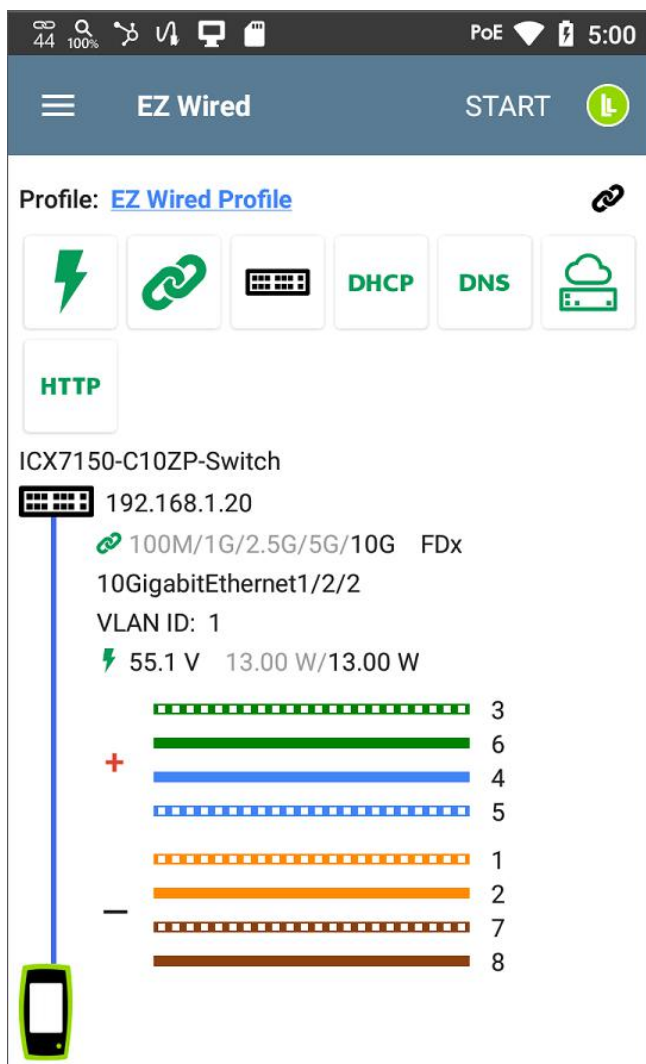 44 100% PoE 5:00
EZ Wired START
Profile: EZ Wired Profile
DHCP DNS
HTTP
ICX7150-C10ZP-Switch
192.168.1.20
100M/1G/2.5G/5G/10G FDx
10GigabitEthernet1/2/2
VLAN ID: 1
55.1 V 13.00 W/13.00 W
3
6
+
4
5
1
2
–
7
8